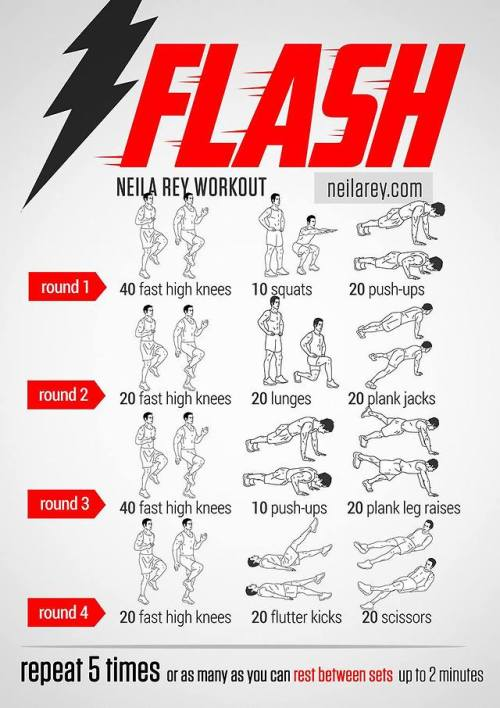 FLASH
NEILA REY WORKOUT neilarey.com
round 1 40 fast high knees 10 squats 20 push-ups
round 2 20 fast high knees 20 lunges 20 plank jacks
round 3 40 fast high knees 10 push-ups 20 plank leg raises
round 4 20 fast high knees 20 flutter kicks 20 scissors
repeat 5 times or as many as you can rest between sets up to 2 minutes